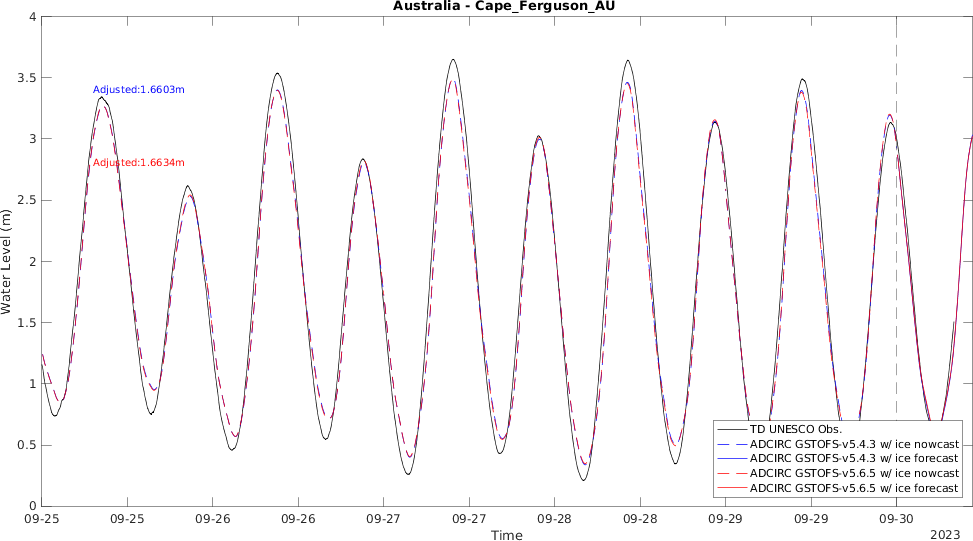 Australia - Cape_Ferguson_AU
4
3.5
3
2.5
2
1.5
1
0.5
0
Water Level (m)
Adjusted:1.6603m
Adjusted:1.6634m
TD UNESCO Obs.
ADCIRC GSTOFS-v5.4.3 w/ ice nowcast
ADCIRC GSTOFS-v5.4.3 w/ ice forecast
ADCIRC GSTOFS-v5.6.5 w/ ice nowcast
ADCIRC GSTOFS-v5.6.5 w/ ice forecast
09-25 09-25 09-26 09-26 09-27 09-27 09-28 09-28 09-29 09-29 09-30
Time
2023